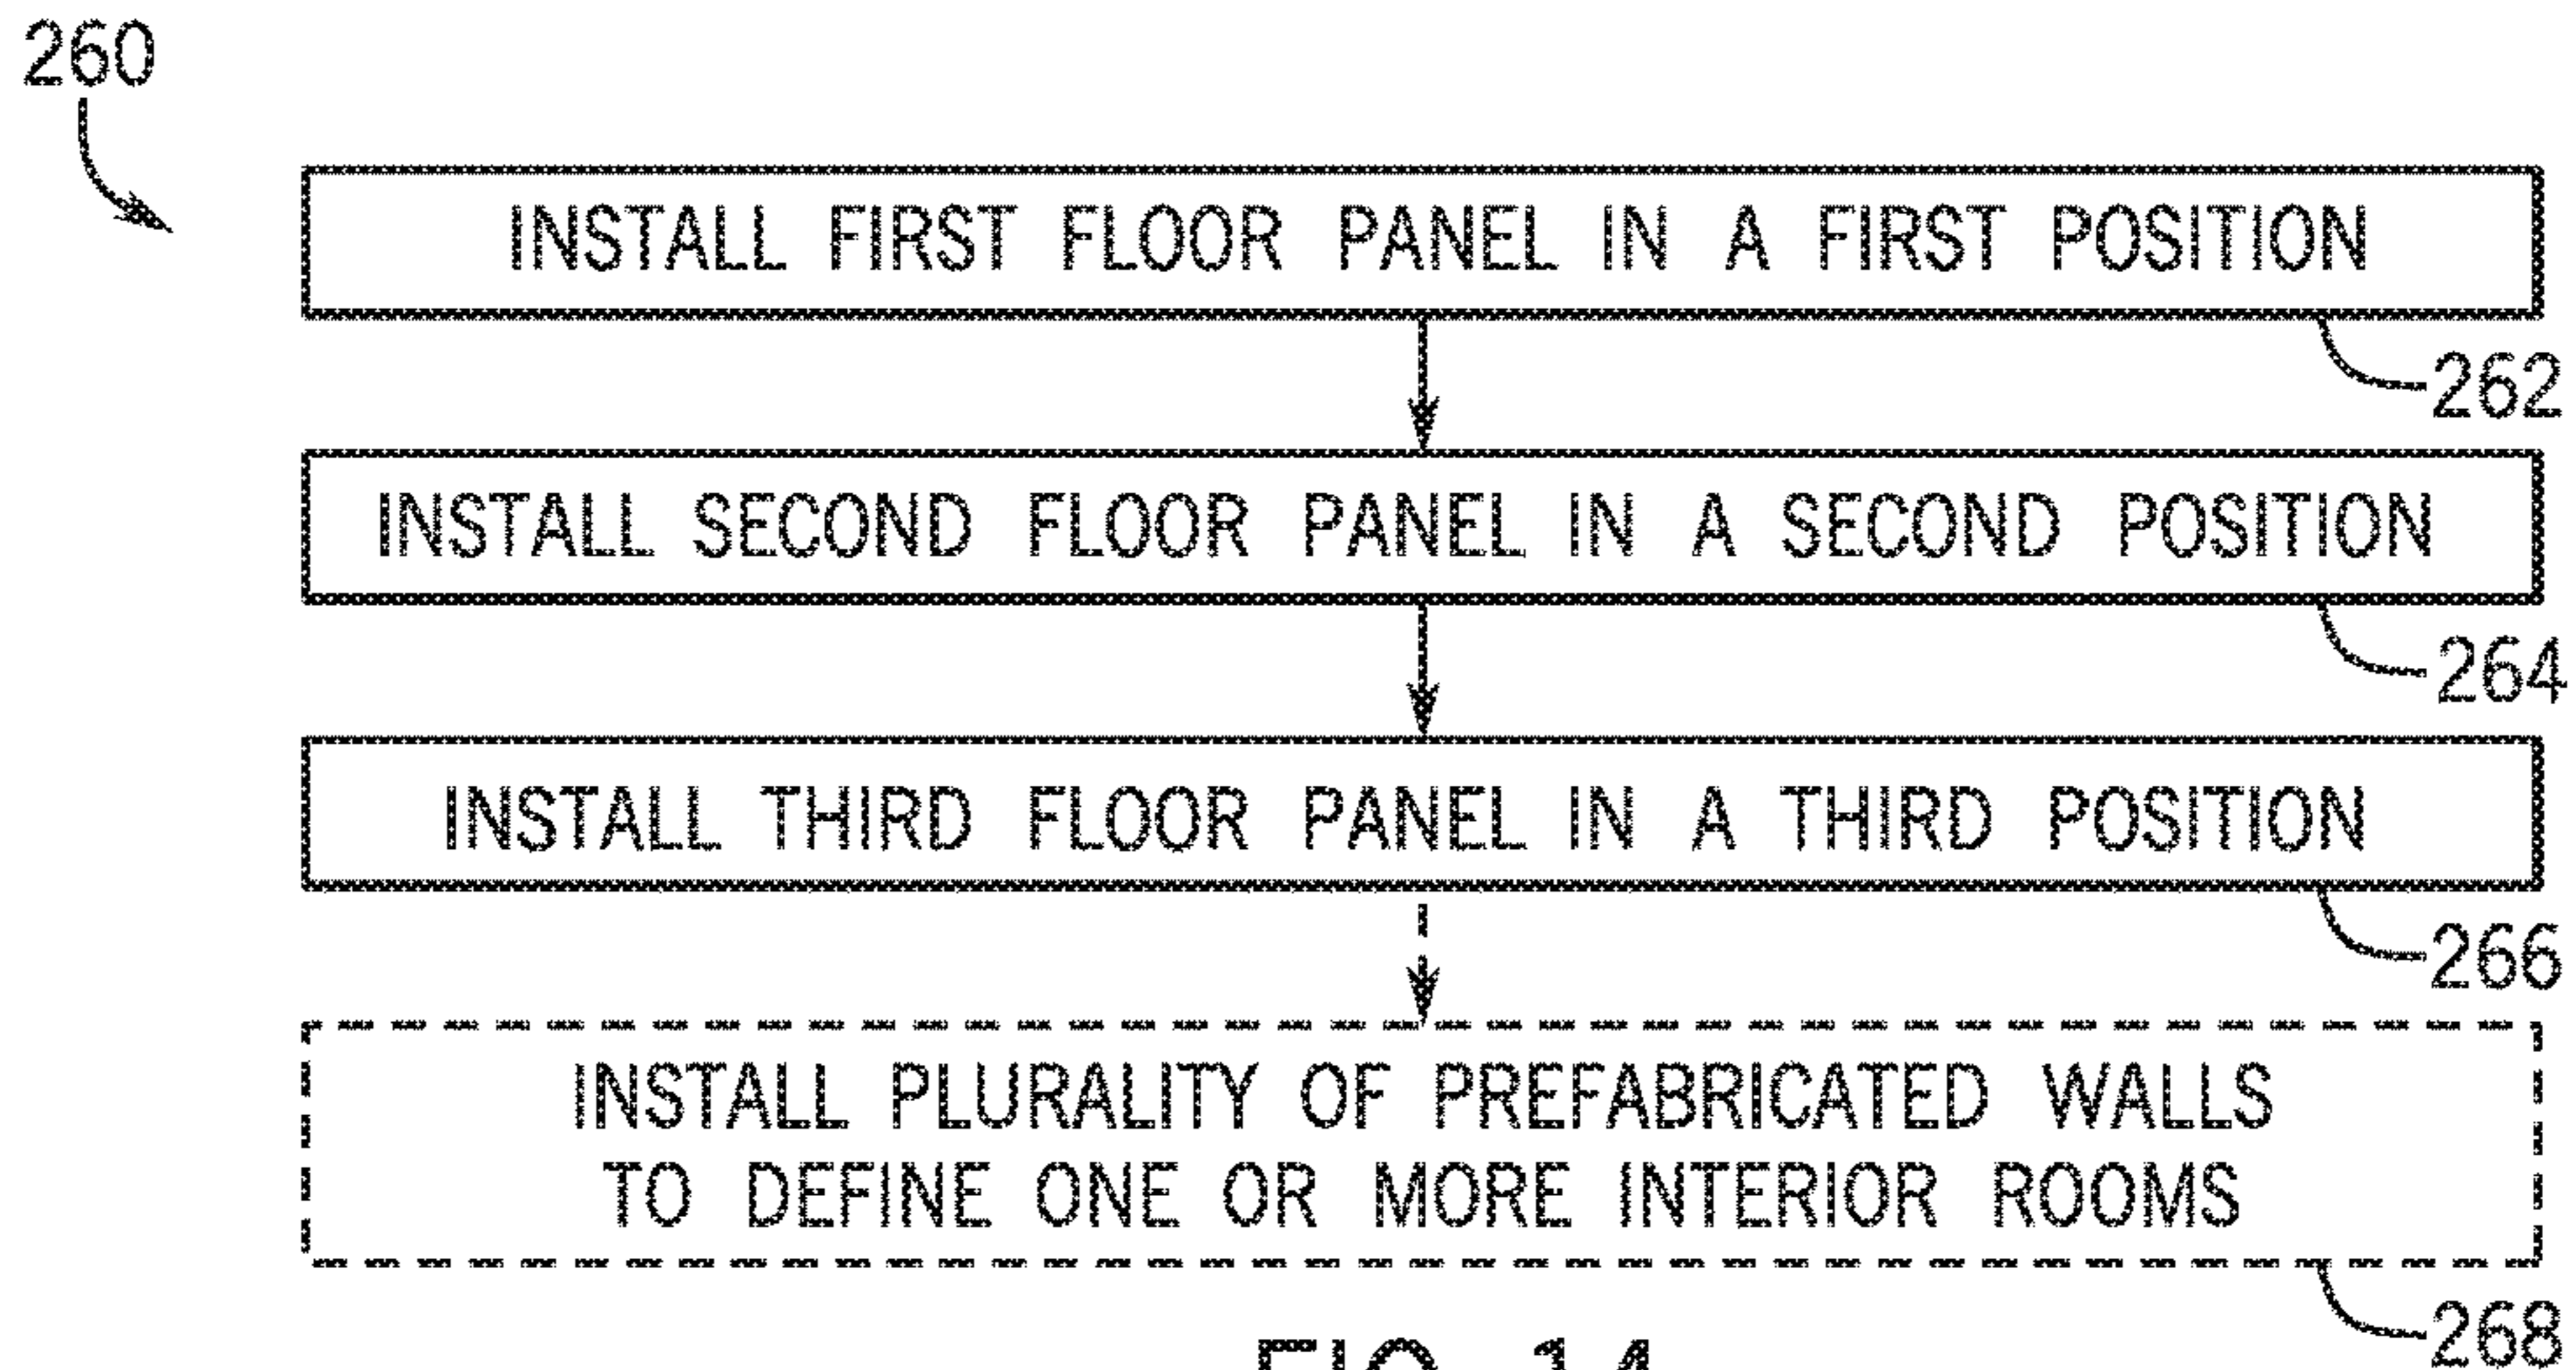 260
INSTALL FIRST FLOOR PANEL IN A FIRST POSITION
262
INSTALL SECOND FLOOR PANEL IN A SECOND POSITION
264
INSTALL THIRD FLOOR PANEL IN A THIRD POSITION
266
INSTALL PLURALITY OF PREFABRICATED WALLS
TO DEFINE ONE OR MORE INTERIOR ROOMS
268
FIG. 14